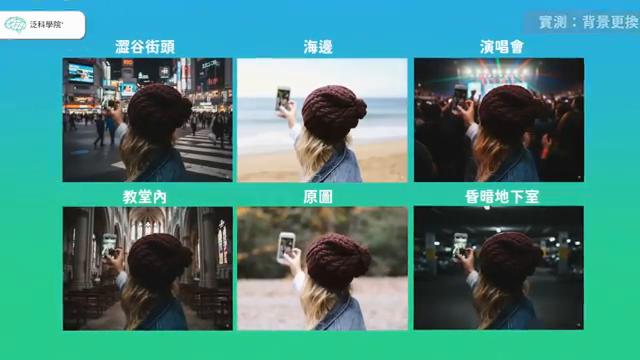 泛科學院
實測：背景更換
澀谷街頭
海邊
演唱會
教堂內
原圖
昏暗地下室